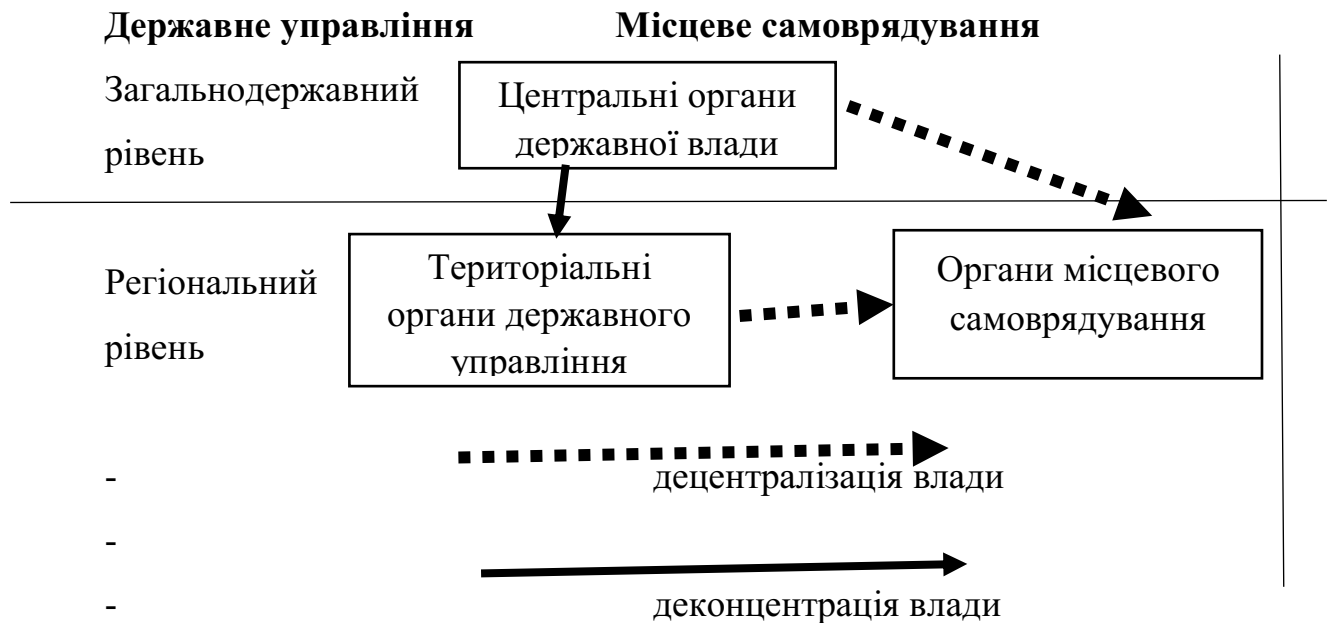 Державне управління Місцеве самоврядування
Загальнодержавний
рівень
Центральні органи
державної влади
Регіональний
рівень
Територіальні
органи державного
управління
Органи місцевого
самоврядування
- децентралізація влади
-
- деконцентрація влади